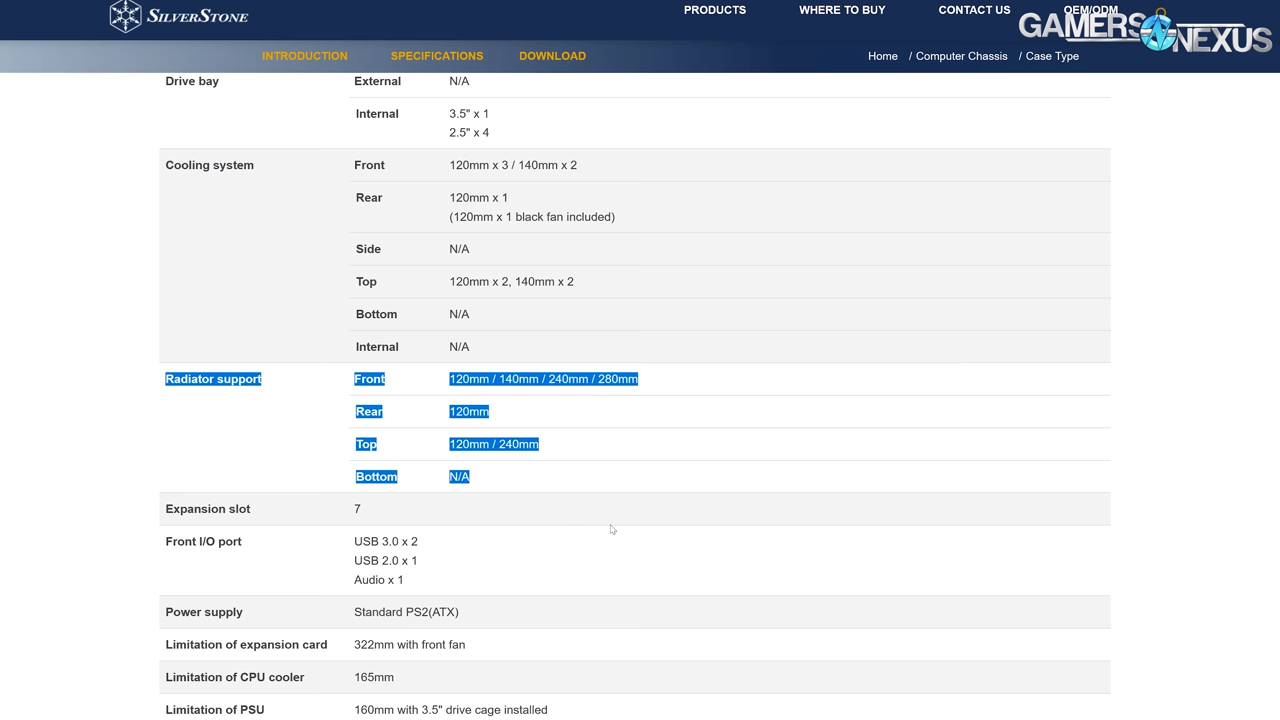 SILVERSTONE
PRODUCTS WHERE TO BUY CONTACT US OEM/ODM
GAMERS NEXUS
INTRODUCTION SPECIFICATIONS DOWNLOAD Home / Computer Chassis / Case Type
Drive bay External N/A
Internal 3.5" x 1
2.5" x 4
Cooling system Front 120mm x 3 / 140mm x 2
Rear 120mm x 1
(120mm x 1 black fan included)
Side N/A
Top 120mm x 2, 140mm x 2
Bottom N/A
Internal N/A
Radiator support Front 120mm / 140mm / 240mm / 280mm
Rear 120mm
Top 120mm / 240mm
Bottom N/A
Expansion slot 7
Front I/O port USB 3.0 x 2
USB 2.0 x 1
Audio x 1
Power supply Standard PS2(ATX)
Limitation of expansion card 322mm with front fan
Limitation of CPU cooler 165mm
Limitation of PSU 160mm with 3.5" drive cage installed